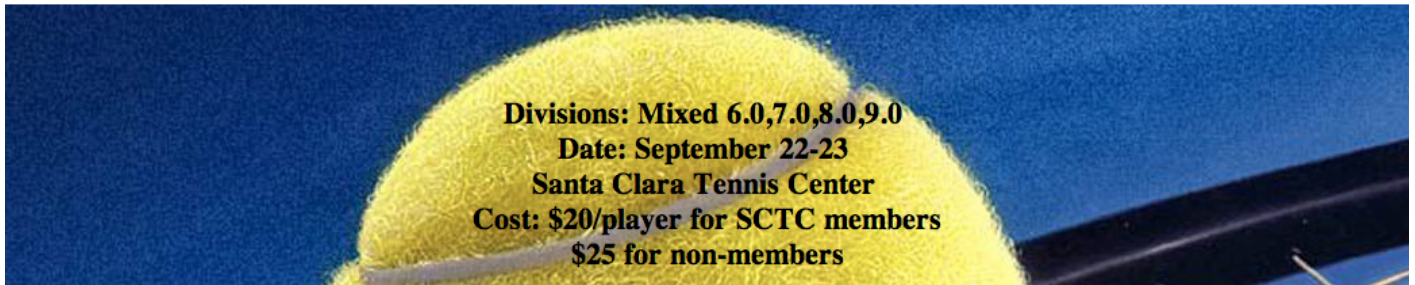 Divisions: Mixed 6.0,7.0,8.0,9.0
Date: September 22-23
Santa Clara Tennis Center
Cost: $20/player for SCTC members
$25 for non-members